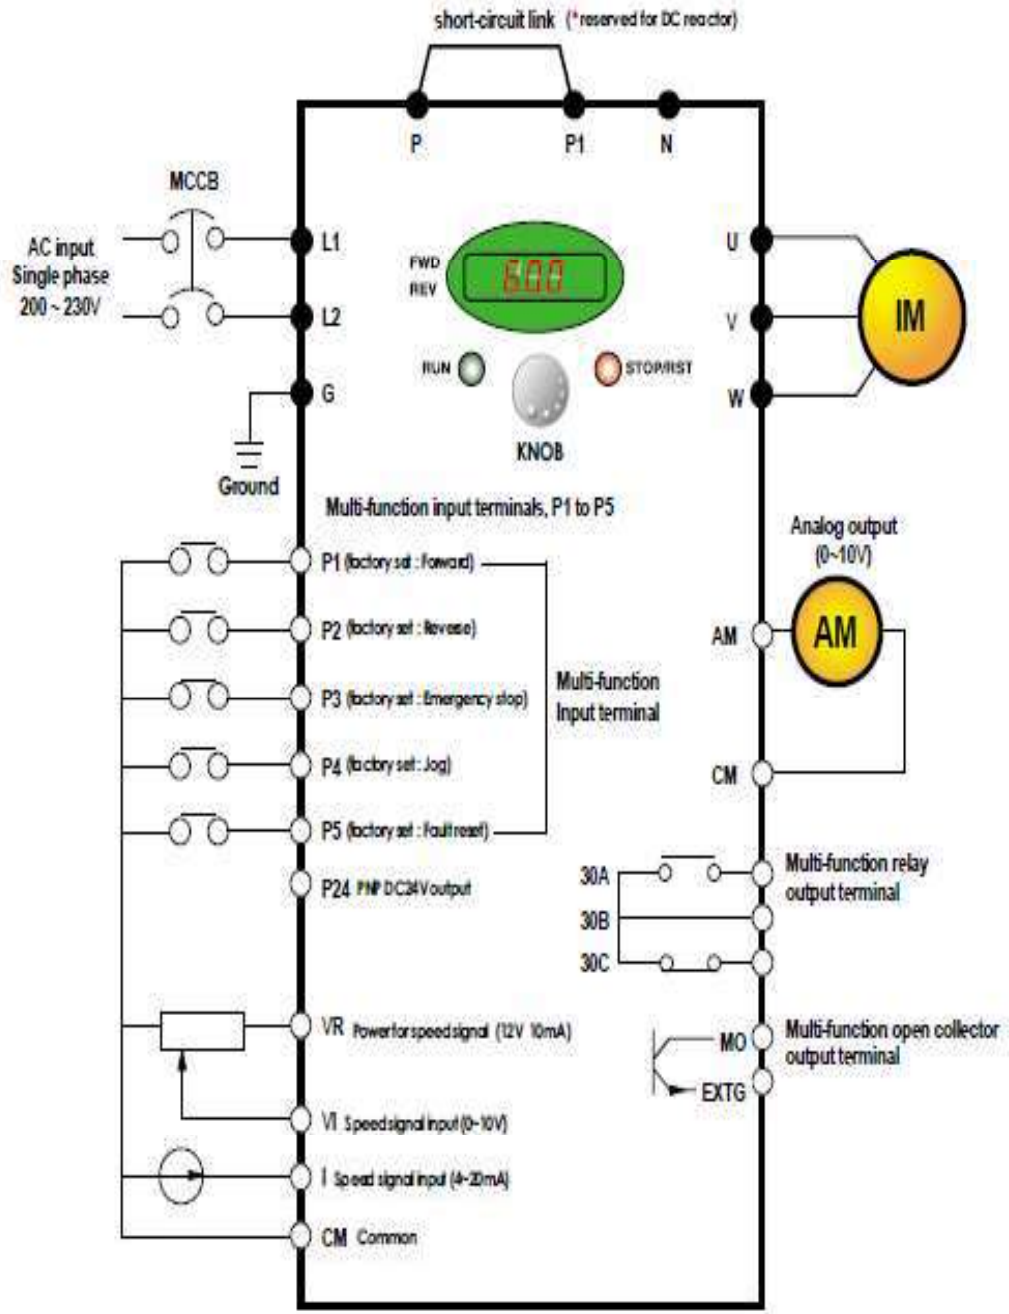 short-circuit link (*reserved for DC reactor)
P
P1
N
MCCB
AC input
Single phase
200 ~ 230V
L1
L2
G
Ground
FWD
REV
6.00
RUN
STOP/RST
KNOB
U
V
W
IM
Multi-function input terminals, P1 to P5
P1 (factory set : Forward)
P2 (factory set : Reverse)
P3 (factory set : Emergency stop)
P4 (factory set : Jog)
P5 (factory set : Fault reset)
Multi-function
Input terminal
P24 PNP DC24V output
VR Power for speed signal (12V 10mA)
VI Speed signal input (0~10V)
I Speed signal input (4~20mA)
CM Common
Analog output
(0~10V)
AM
AM
CM
30A
30B
30C
Multi-function relay
output terminal
MO
EXTG
Multi-function open collector
output terminal